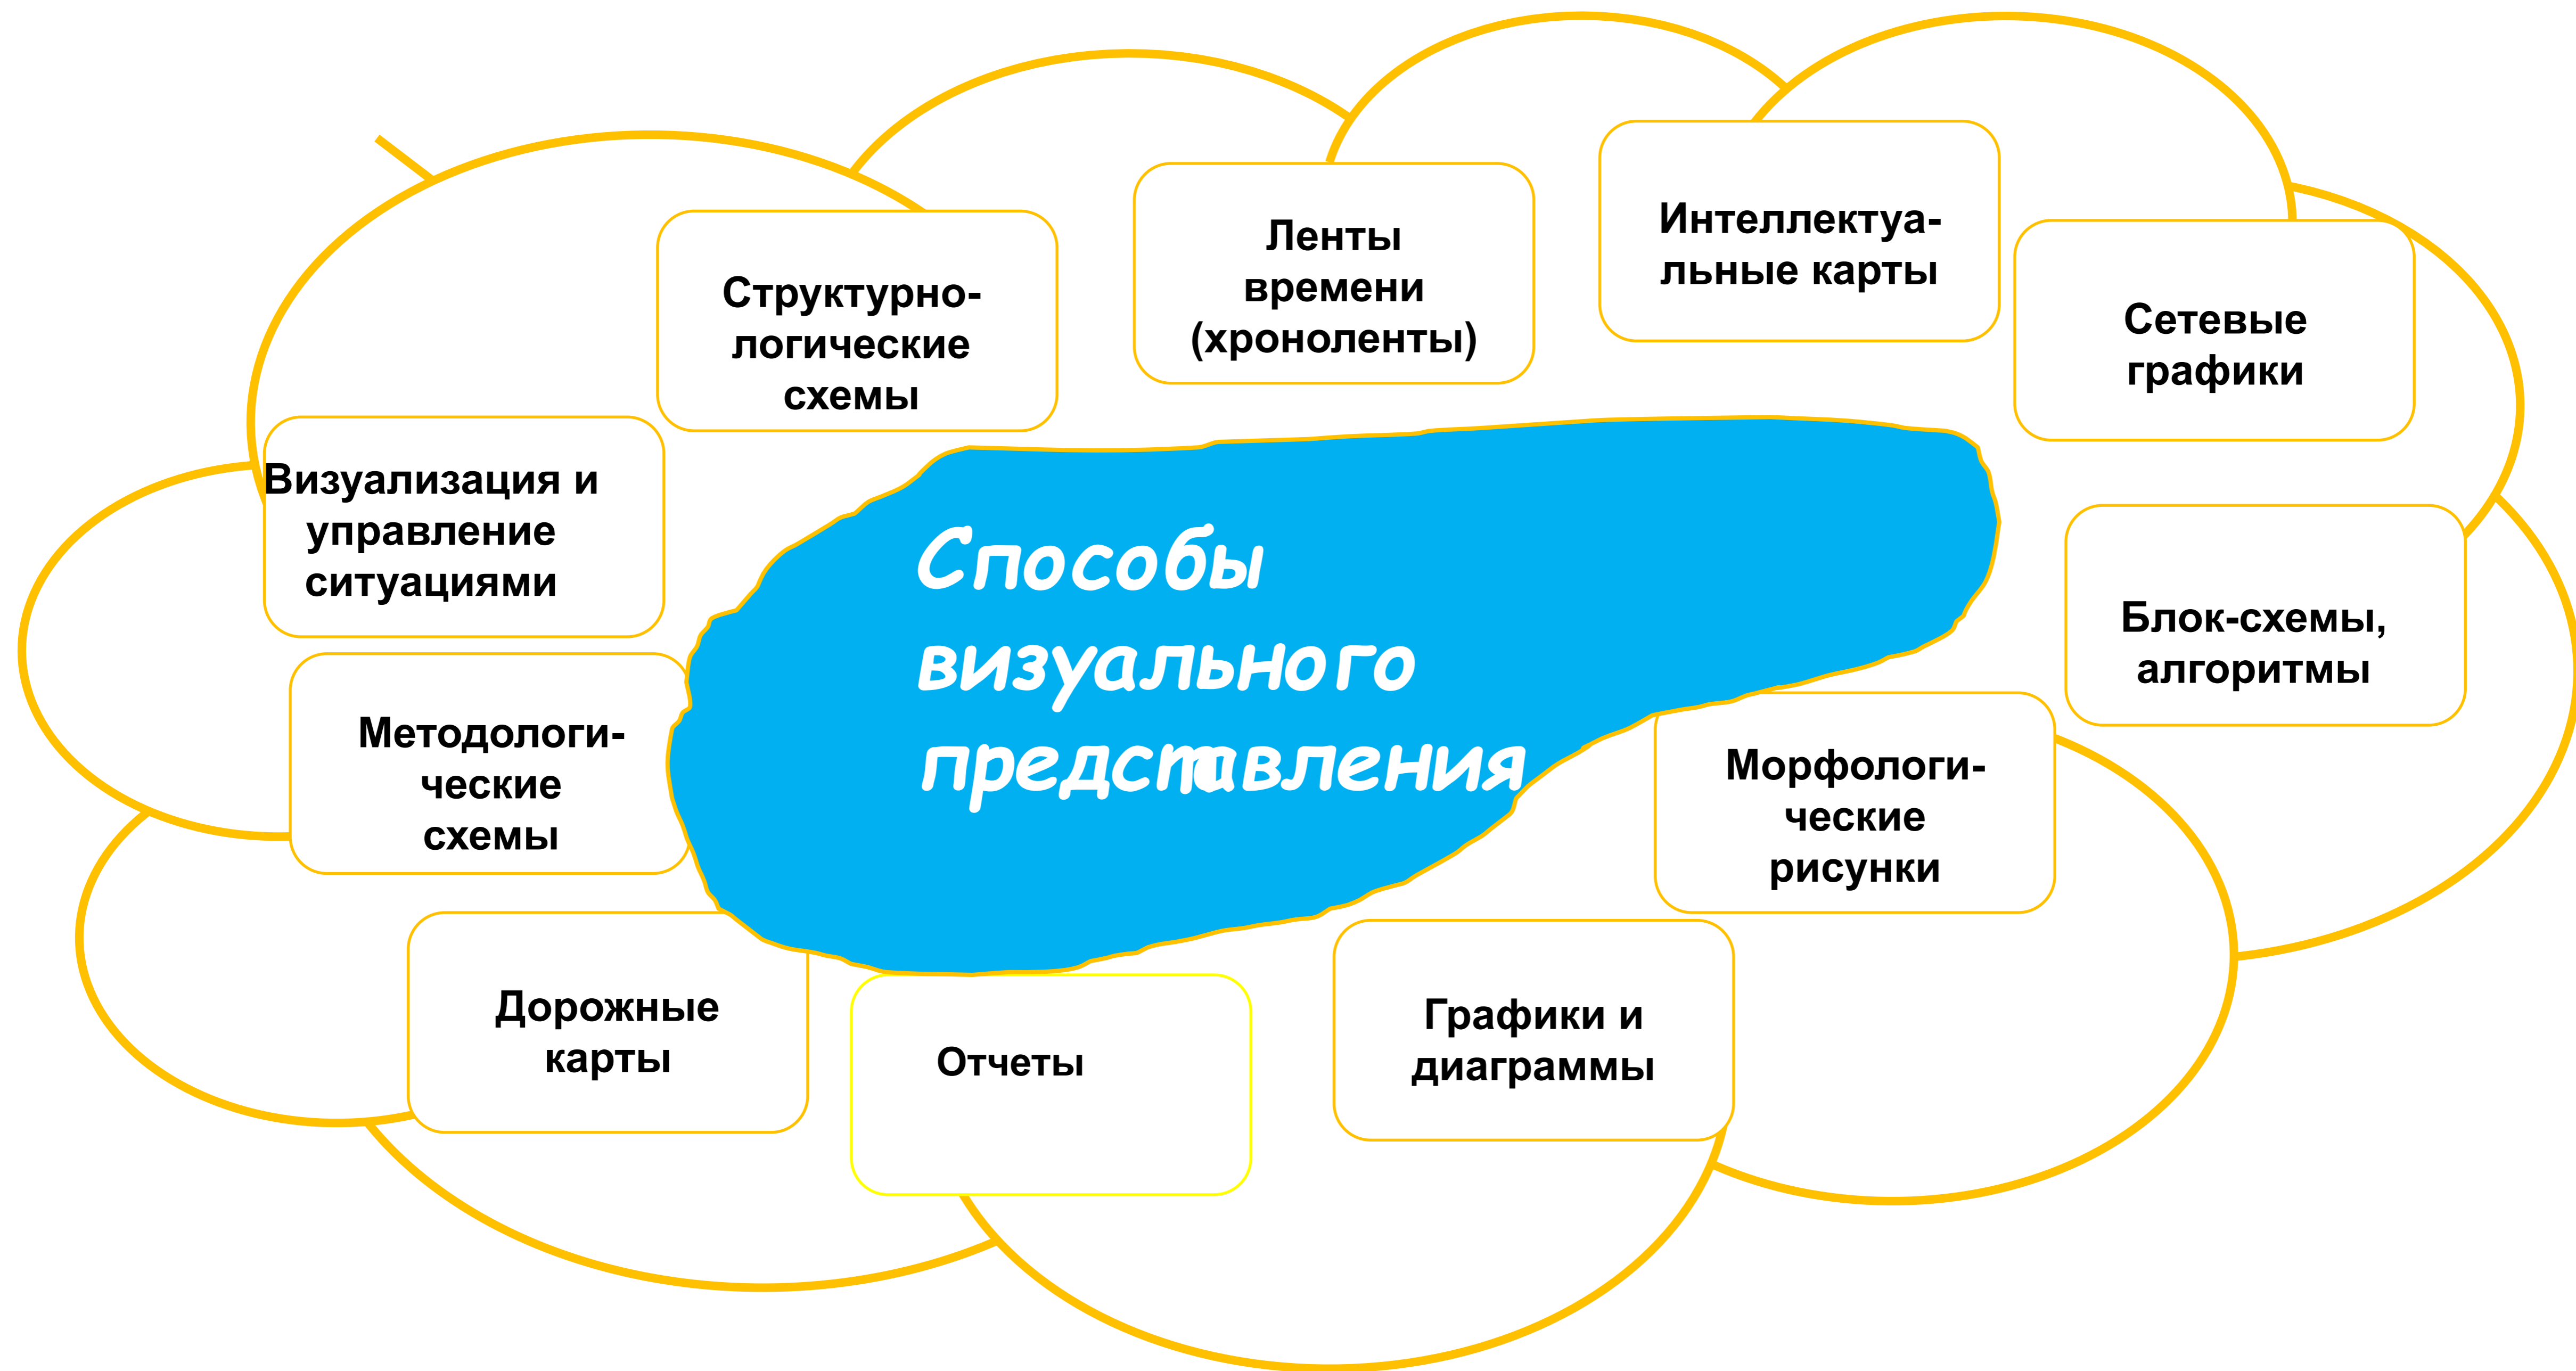 Структурно-
логические
схемы
Ленты
времени
(хроноленты)
Интеллектуа-
льные карты
Сетевые
графики
Визуализация и
управление
ситуациями
Способы
визуального
представления
Блок-схемы,
алгоритмы
Методологи-
ческие
схемы
Морфологи-
ческие
рисунки
Дорожные
карты
Отчеты
Графики и
диаграммы